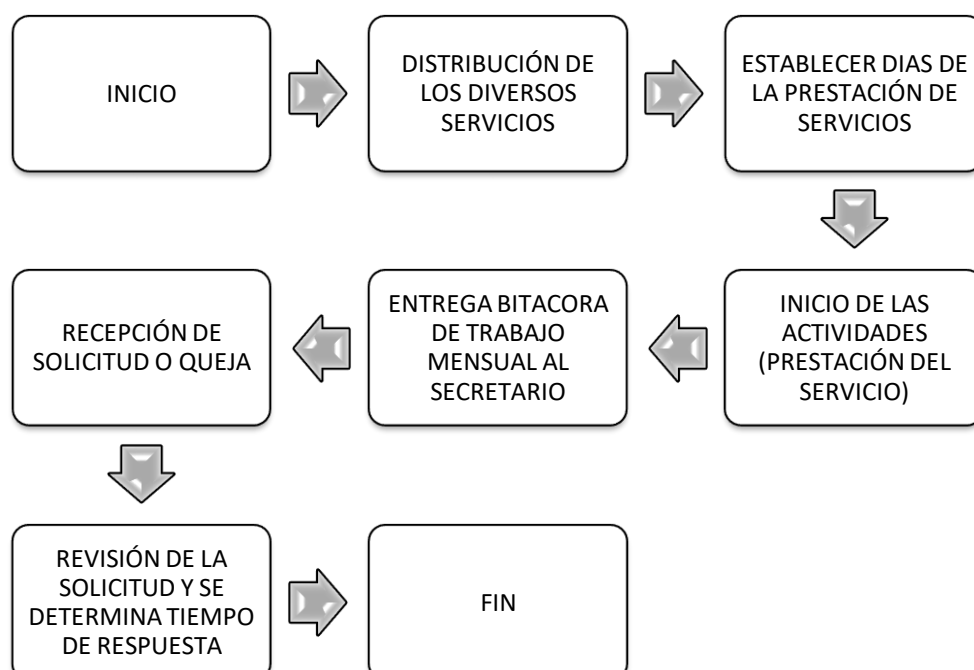 INICIO
DISTRIBUCIÓN DE
LOS DIVERSOS
SERVICIOS
ESTABLECER DIAS DE
LA PRESTACIÓN DE
SERVICIOS
INICIO DE LAS
ACTIVIDADES
(PRESTACIÓN DEL
SERVICIO)
ENTREGA BITACORA
DE TRABAJO
MENSUAL AL
SECRETARIO
RECEPCIÓN DE
SOLICITUD O QUEJA
REVISIÓN DE LA
SOLICITUD Y SE
DETERMINA TIEMPO
DE RESPUESTA
FIN